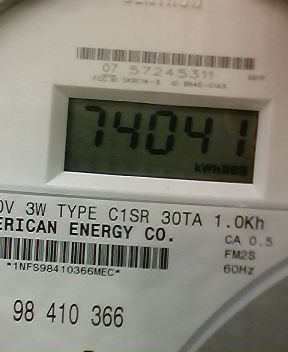 07 57245311
74041
kWh
0V 3W TYPE C1SR 30TA 1.0Kh
ERICAN ENERGY CO.
CA 0.5
FM2S
60Hz
*1NFS98410366MEC*
98 410 366